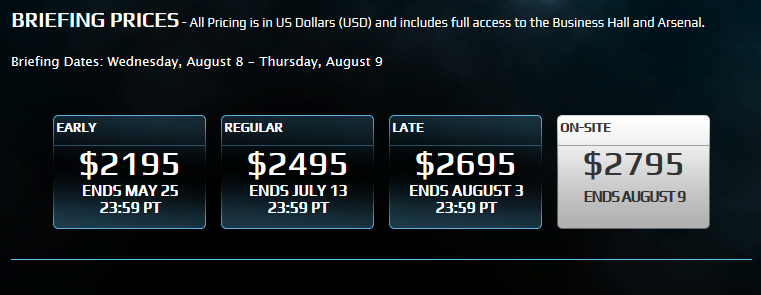 BRIEFING PRICES - All Pricing is in US Dollars (USD) and includes full access to the Business Hall and Arsenal.
Briefing Dates: Wednesday, August 8 - Thursday, August 9
EARLY
$2195
ENDS MAY 25
23:59 PT
REGULAR
$2495
ENDS JULY 13
23:59 PT
LATE
$2695
ENDS AUGUST 3
23:59 PT
ON-SITE
$2795
ENDS AUGUST 9